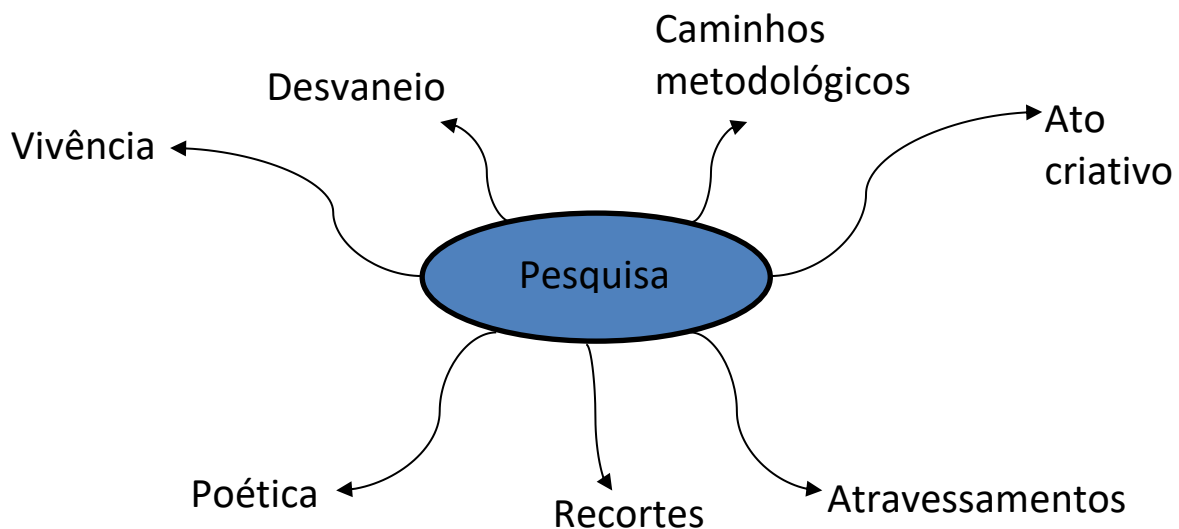 Caminhos
metodológicos
Desvaneio
Ato
criativo
Vivência
Pesquisa
Poética
Recortes
Atravessamentos